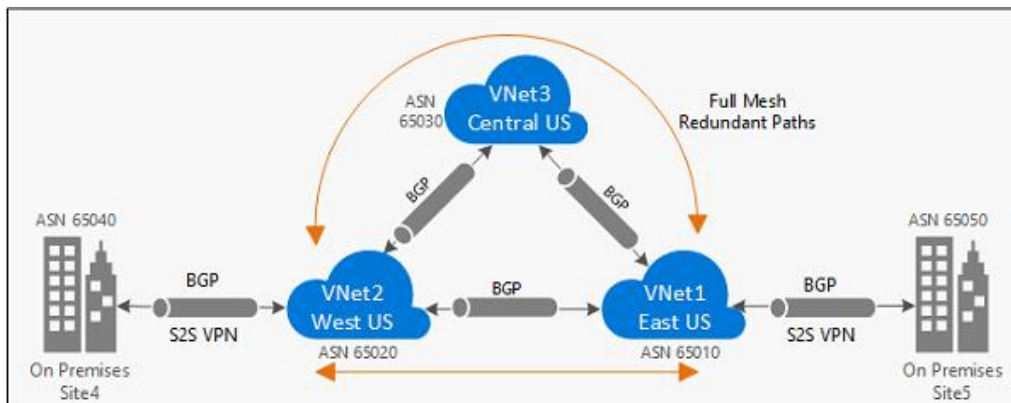 VNet3
Central US
ASN
65030
Full Mesh
Redundant Paths
BGP
BGP
ASN 65040
ASN 65050
BGP
S2S VPN
VNet2
West US
BGP
VNet1
East US
BGP
S2S VPN
ASN 65020
ASN 65010
On Premises
Site4
On Premises
Site5